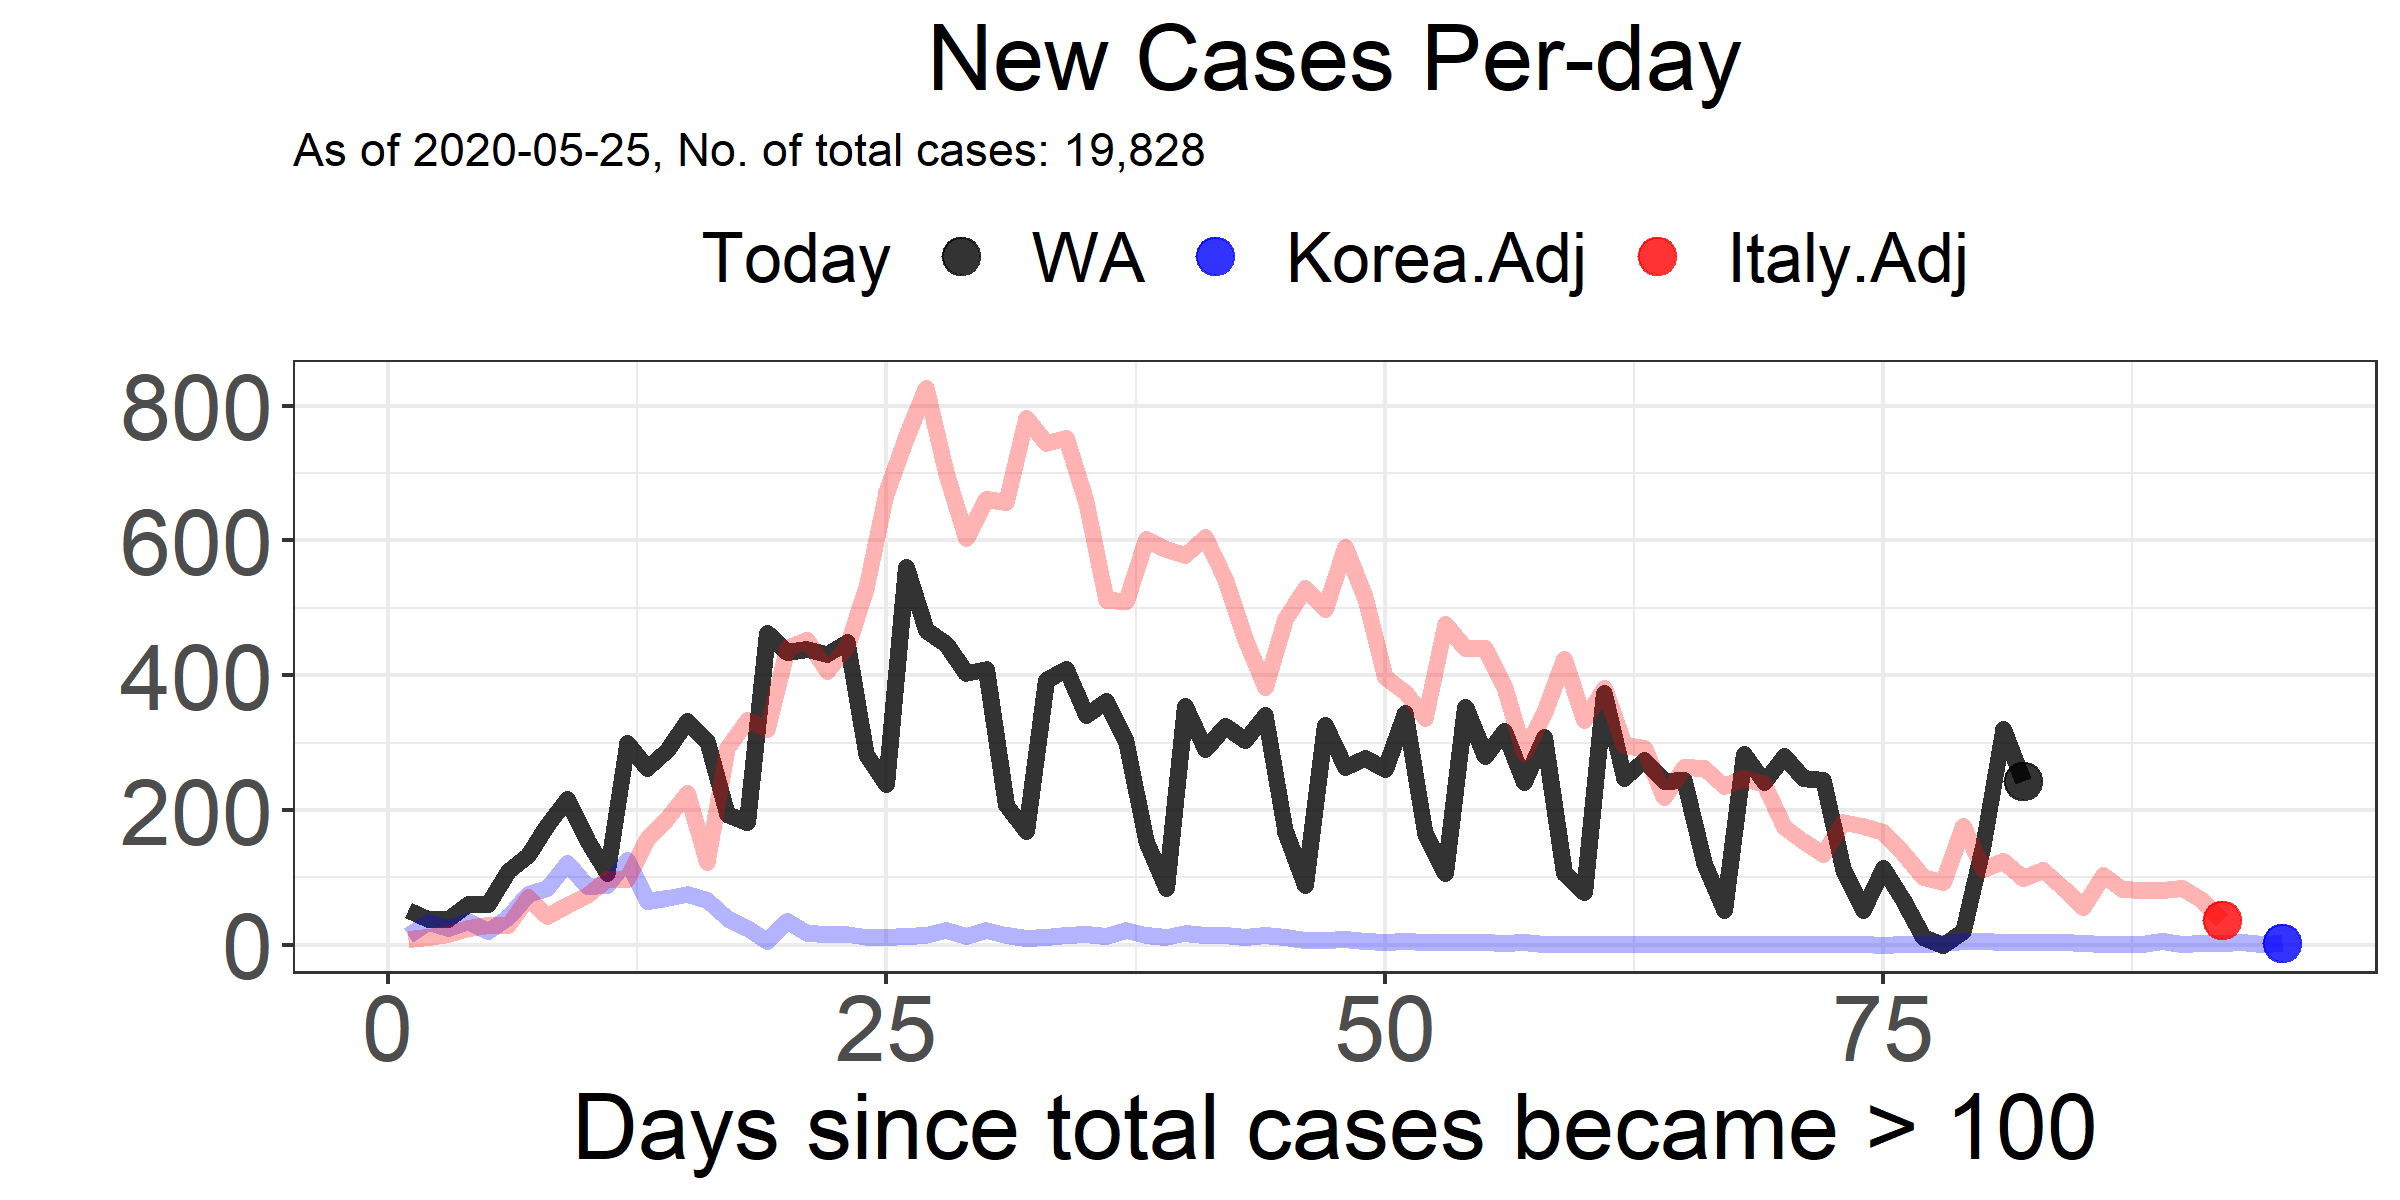 New Cases Per-day
As of 2020-05-25, No. of total cases: 19,828
Today WA Korea.Adj Italy.Adj
800
600
400
200
0
0 25 50 75
Days since total cases became > 100